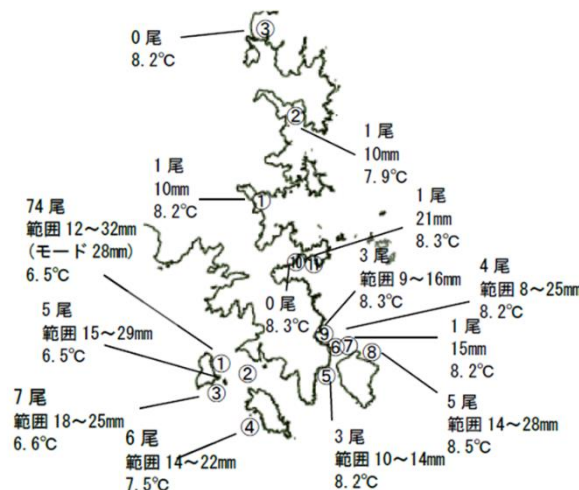 ③
0 尾
8.2℃
②
1 尾
10mm
7.9℃
1 尾
10mm
8.2℃
①
1 尾
21mm
8.3℃
74 尾
範囲 12～32mm
(モード 28mm)
6.5℃
⑩⑪
0 尾
8.3℃
3 尾
範囲 9～16mm
8.3℃
4 尾
範囲 8～25mm
8.2℃
5 尾
範囲 15～29mm
6.5℃
⑨
⑥⑦
⑧
1 尾
15mm
8.2℃
①
②
③
⑤
7 尾
範囲 18～25mm
6.6℃
④
6 尾
範囲 14～22mm
7.5℃
3 尾
範囲 10～14mm
8.2℃
5 尾
範囲 14～28mm
8.5℃